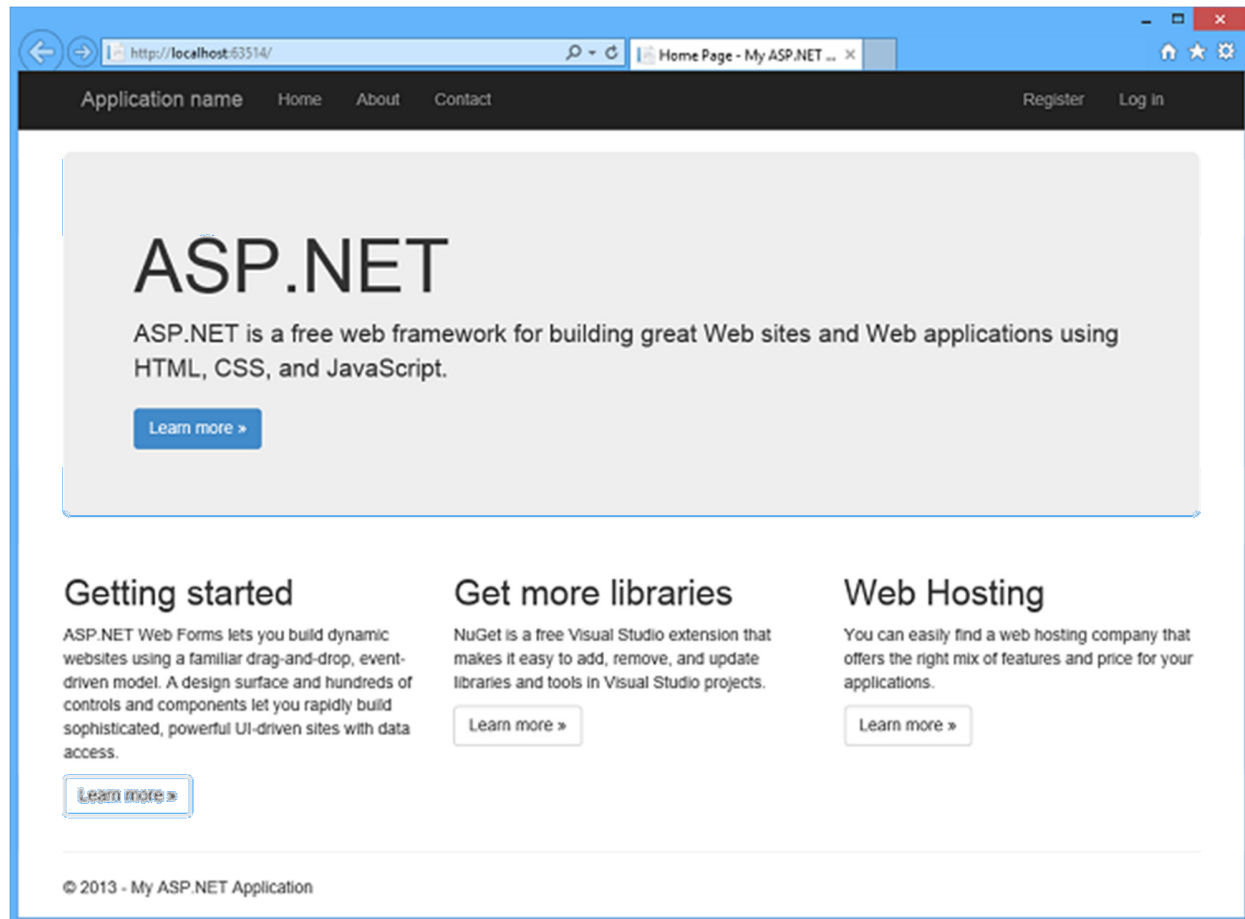 http://localhost:63514/
Home Page - My ASP.NET ...
Application name
Home
About
Contact
Register
Log in
ASP.NET
ASP.NET is a free web framework for building great Web sites and Web applications using
HTML, CSS, and JavaScript.
Learn more »
Getting started
ASP.NET Web Forms lets you build dynamic
websites using a familiar drag-and-drop, event-
driven model. A design surface and hundreds of
controls and components let you rapidly build
sophisticated, powerful UI-driven sites with data
access.
Learn more »
Get more libraries
NuGet is a free Visual Studio extension that
makes it easy to add, remove, and update
libraries and tools in Visual Studio projects.
Learn more »
Web Hosting
You can easily find a web hosting company that
offers the right mix of features and price for your
applications.
Learn more »
© 2013 - My ASP.NET Application